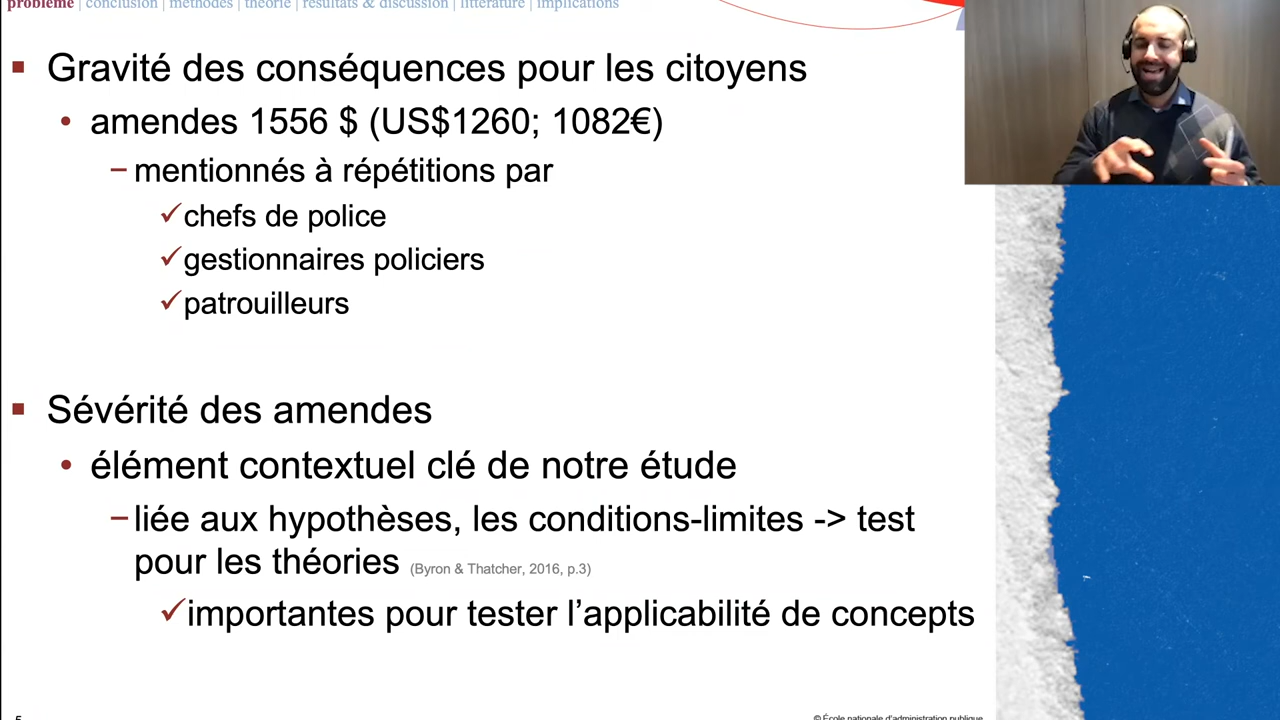 problème | conclusion | méthodes | théorie | résultats & discussion | littérature | implications
▪ Gravité des conséquences pour les citoyens
• amendes 1556 $ (US$1260; 1082€)
– mentionnés à répétitions par
✓chefs de police
✓gestionnaires policiers
✓patrouilleurs
▪ Sévérité des amendes
• élément contextuel clé de notre étude
–liée aux hypothèses, les conditions-limites -> test
pour les théories (Byron & Thatcher, 2016, p.3)
✓importantes pour tester l’applicabilité de concepts
5
© École nationale d’administration publique